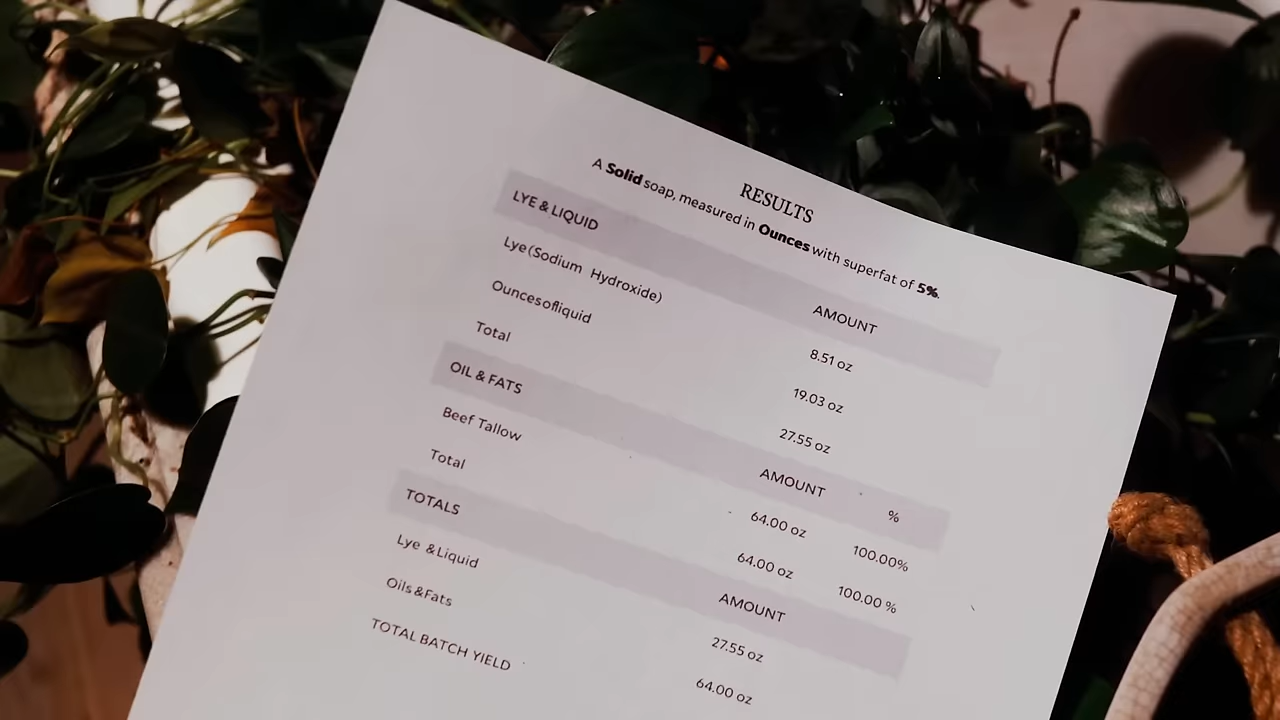 RESULTS
A Solid soap, measured in Ounces with superfat of 5%.
LYE & LIQUID AMOUNT
Lye (Sodium Hydroxide) 8.51 oz
Ouncesofliquid 19.03 oz
Total 27.55 oz
OIL & FATS AMOUNT %
Beef Tallow 64.00 oz 100.00%
Total 64.00 oz 100.00 %
TOTALS AMOUNT
Lye &Liquid 27.55 oz
Oils&Fats 64.00 oz
TOTAL BATCH YIELD